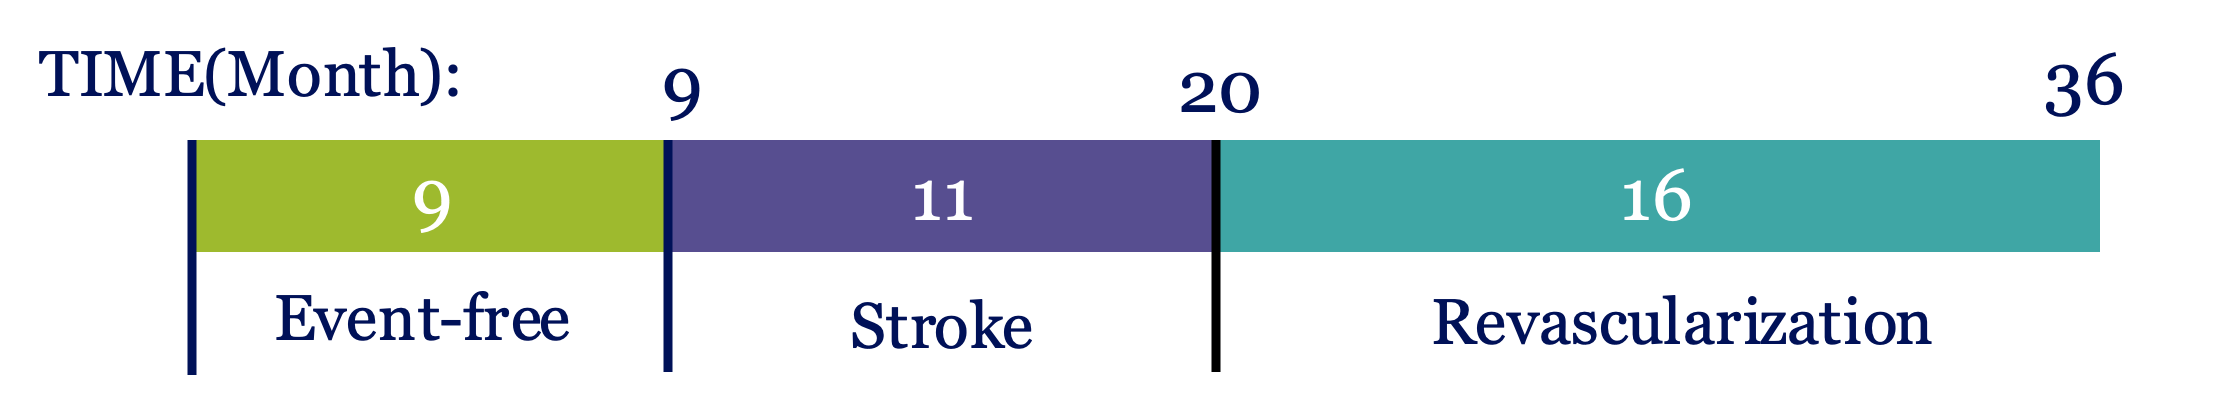 TIME(Month): 9 20 36
9 11 16
Event-free Stroke Revascularization